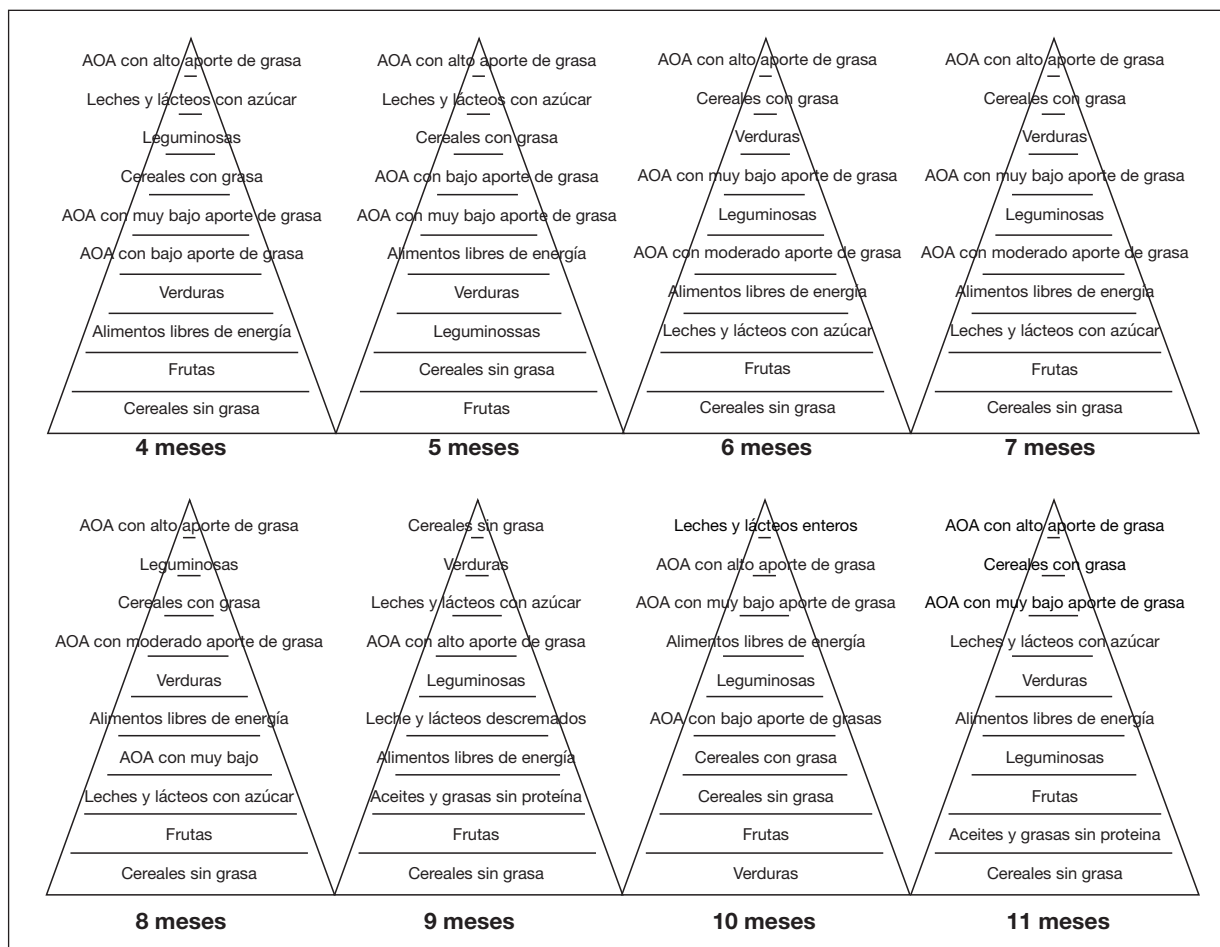 AOA con alto aporte de grasa
Leches y lácteos con azúcar
Leguminosas
Cereales con grasa
AOA con muy bajo aporte de grasa
AOA con bajo aporte de grasa
Verduras
Alimentos libres de energía
Frutas
Cereales sin grasa
4 meses
AOA con alto aporte de grasa
Leches y lácteos con azúcar
Cereales con grasa
AOA con bajo aporte de grasa
AOA con muy bajo aporte de grasa
Alimentos libres de energía
Verduras
Leguminossas
Cereales sin grasa
Frutas
5 meses
AOA con alto aporte de grasa
Cereales con grasa
Verduras
AOA con muy bajo aporte de grasa
Leguminosas
AOA con moderado aporte de grasa
Alimentos libres de energía
Leches y lácteos con azúcar
Frutas
Cereales sin grasa
6 meses
AOA con alto aporte de grasa
Cereales con grasa
Verduras
AOA con muy bajo aporte de grasa
Leguminosas
AOA con moderado aporte de grasa
Alimentos libres de energía
Leches y lácteos con azúcar
Frutas
Cereales sin grasa
7 meses
AOA con alto aporte de grasa
Leguminosas
Cereales con grasa
AOA con moderado aporte de grasa
Verduras
Alimentos libres de energía
AOA con muy bajo
Leches y lácteos con azúcar
Frutas
Cereales sin grasa
8 meses
Cereales sin grasa
Verduras
Leches y lácteos con azúcar
AOA con alto aporte de grasa
Leguminosas
Leche y lácteos descremados
Alimentos libres de energía
Aceites y grasas sin proteína
Frutas
Cereales sin grasa
9 meses
Leches y lácteos enteros
AOA con alto aporte de grasa
AOA con muy bajo aporte de grasa
Alimentos libres de energía
Leguminosas
AOA con bajo aporte de grasas
Cereales con grasa
Cereales sin grasa
Frutas
Verduras
10 meses
AOA con alto aporte de grasa
Cereales con grasa
AOA con muy bajo aporte de grasa
Leches y lácteos con azúcar
Verduras
Alimentos libres de energía
Leguminosas
Frutas
Aceites y grasas sin proteina
Cereales sin grasa
11 meses